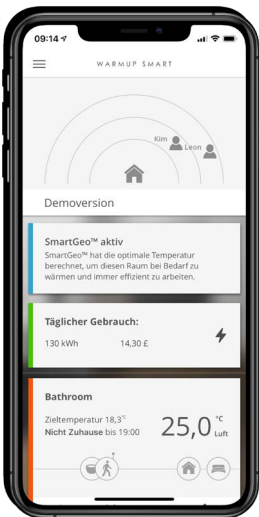 09:14
WARMUP SMART
Kim
Leon
Demoversion
SmartGeo™ aktiv
SmartGeo™ hat die optimale Temperatur
berechnet, um diesen Raum bei Bedarf zu
wärmen und immer effizient zu arbeiten.
Täglicher Gebrauch:
130 kWh 14,30 £
Bathroom
Zieltemperatur 18,3°C
Nicht Zuhause bis 19:00
25,0 °C Luft